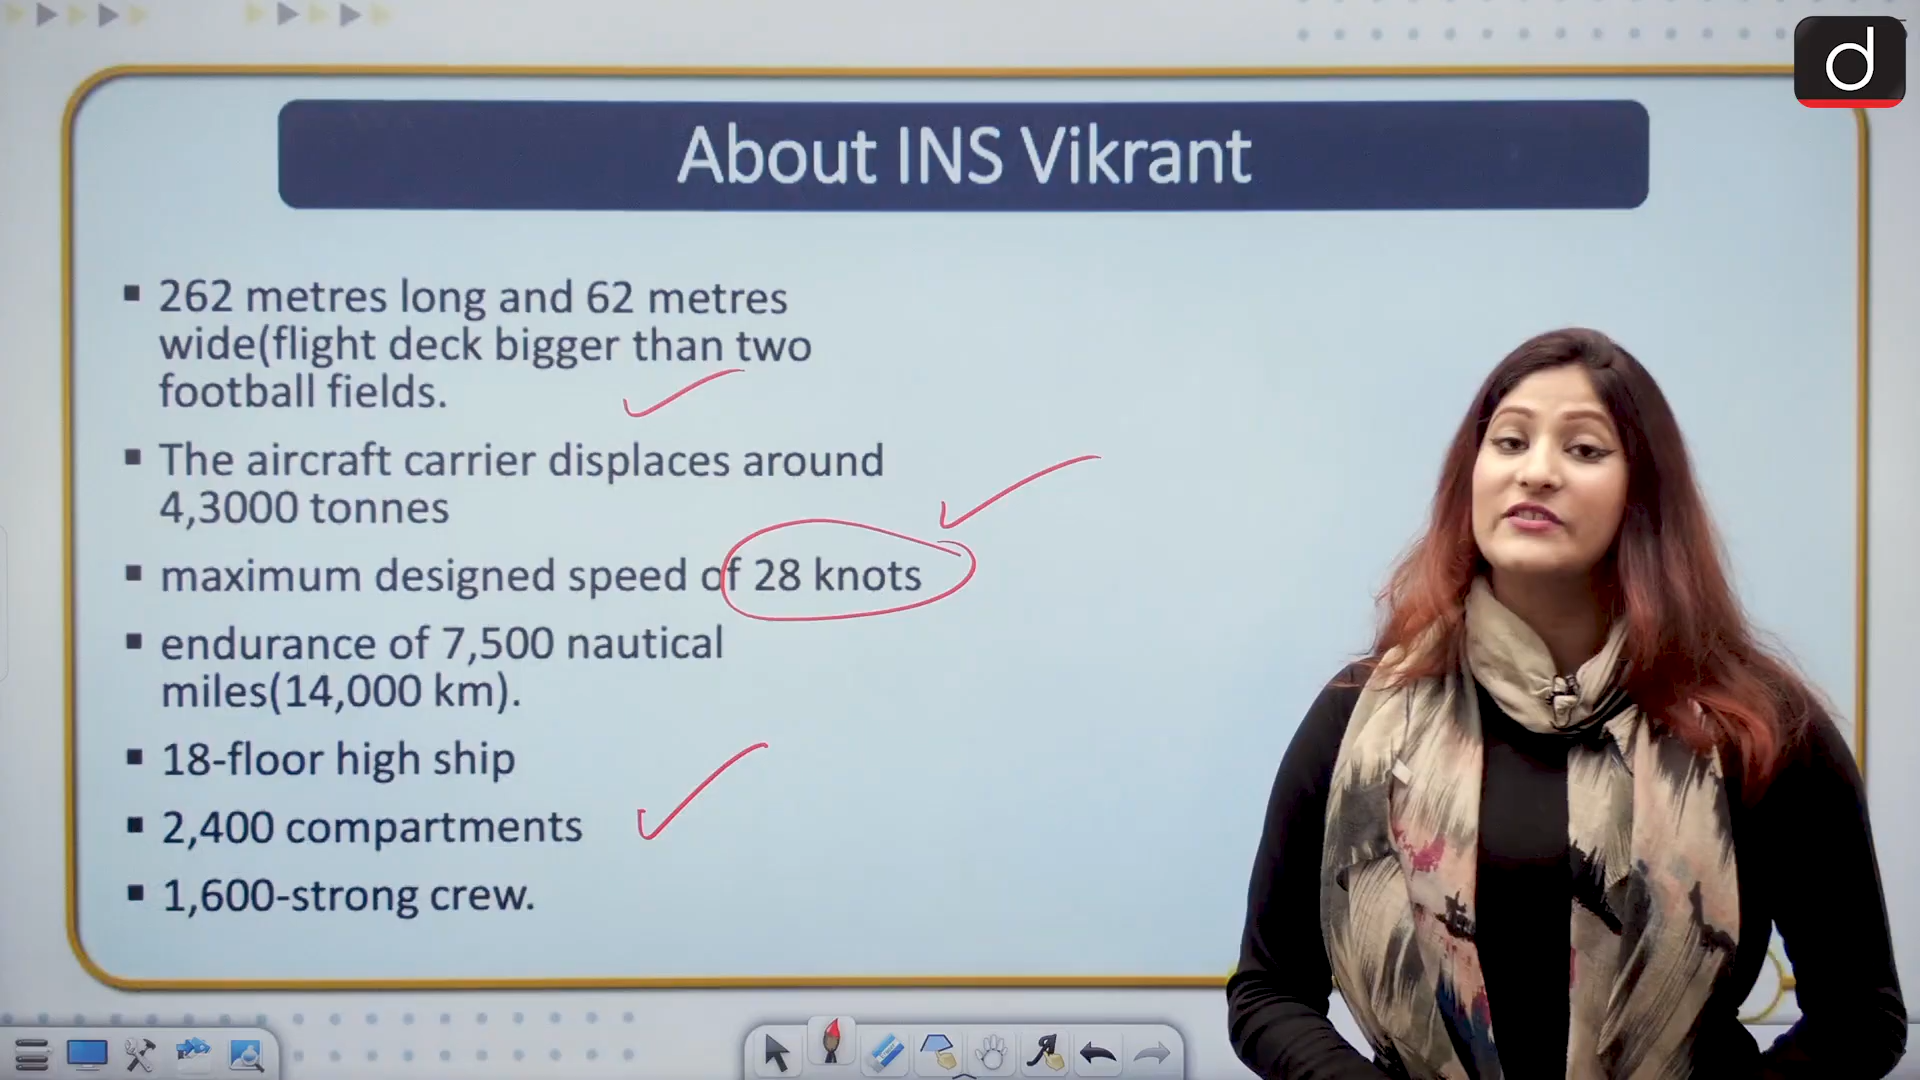 d
About INS Vikrant
▪ 262 metres long and 62 metres
wide(flight deck bigger than two
football fields.
▪ The aircraft carrier displaces around
4,3000 tonnes
▪ maximum designed speed of 28 knots
▪ endurance of 7,500 nautical
miles(14,000 km).
▪ 18-floor high ship
▪ 2,400 compartments
▪ 1,600-strong crew.